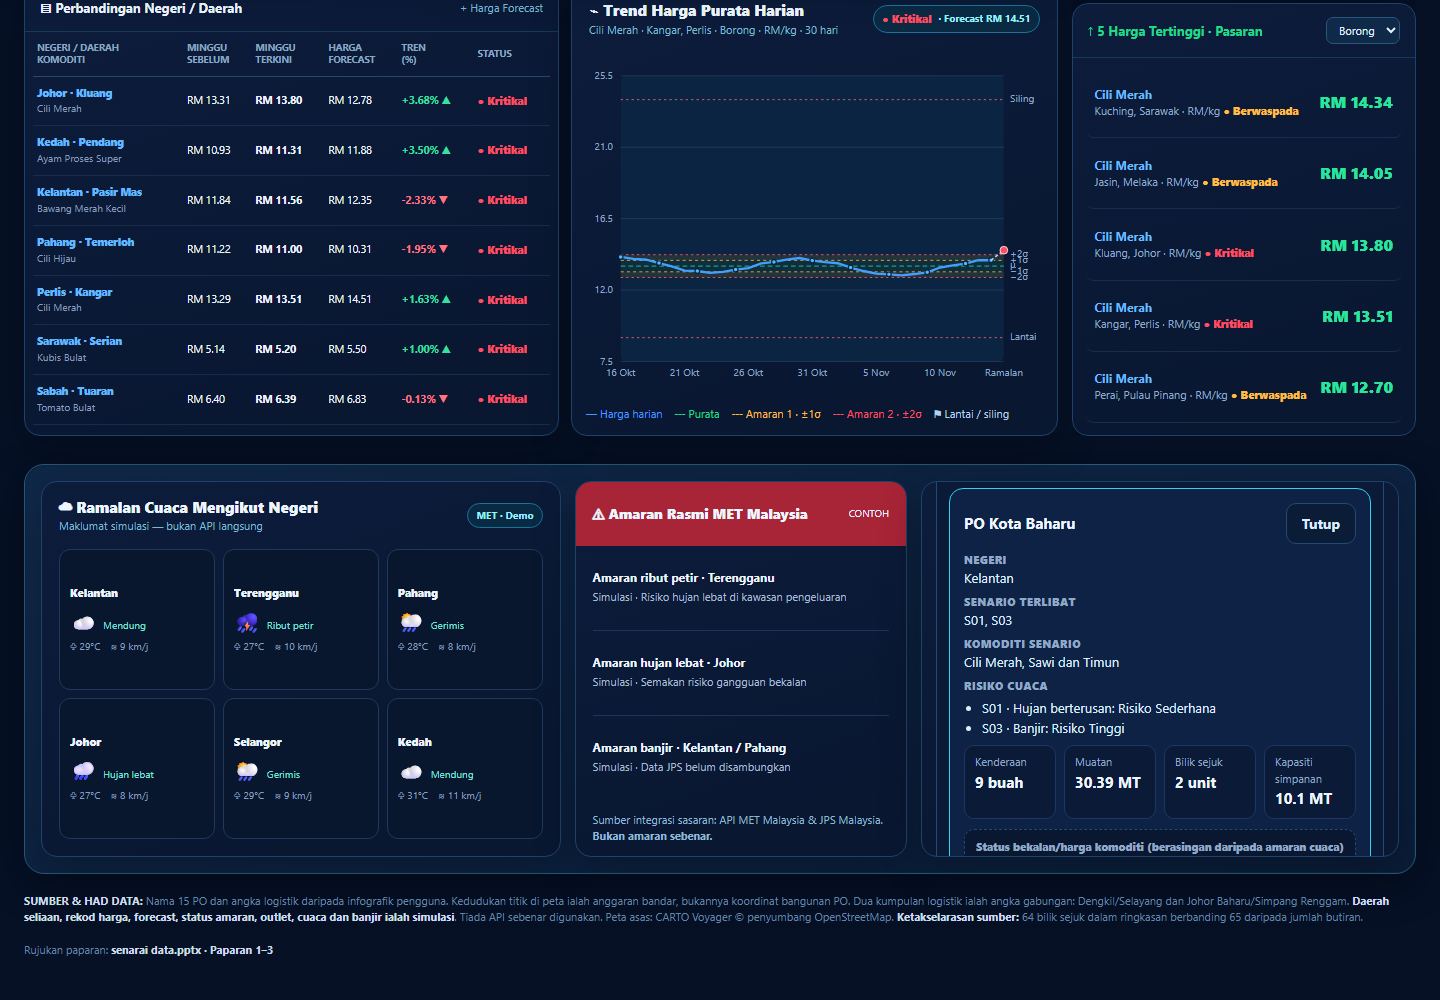 Perbandingan Negeri / Daerah
+ Harga Forecast
NEGERI / DAERAH KOMODITI
MINGGU SEBELUM
MINGGU TERKINI
HARGA FORECAST
TREN (%)
STATUS
Johor · Kluang
Cili Merah
RM 13.31 RM 13.80 RM 12.78 +3.68% ▲ ● Kritikal
Kedah · Pendang
Ayam Proses Super
RM 10.93 RM 11.31 RM 11.88 +3.50% ▲ ● Kritikal
Kelantan · Pasir Mas
Bawang Merah Kecil
RM 11.84 RM 11.56 RM 12.35 -2.33% ▼ ● Kritikal
Pahang · Temerloh
Cili Hijau
RM 11.22 RM 11.00 RM 10.31 -1.95% ▼ ● Kritikal
Perlis · Kangar
Cili Merah
RM 13.29 RM 13.51 RM 14.51 +1.63% ▲ ● Kritikal
Sarawak · Serian
Kubis Bulat
RM 5.14 RM 5.20 RM 5.50 +1.00% ▲ ● Kritikal
Sabah · Tuaran
Tomato Bulat
RM 6.40 RM 6.39 RM 6.83 -0.13% ▼ ● Kritikal
Trend Harga Purata Harian
Cili Merah · Kangar, Perlis · Borong · RM/kg · 30 hari
● Kritikal · Forecast RM 14.51
25.5
Siling
21.0
16.5
+2σ
+1σ
−1σ
−2σ
12.0
Lantai
7.5
16 Okt 21 Okt 26 Okt 31 Okt 5 Nov 10 Nov Ramalan
— Harga harian — Purata --- Amaran 1 · ±1σ --- Amaran 2 · ±2σ ⚑ Lantai / siling
↑ 5 Harga Tertinggi · Pasaran
Borong
Cili Merah
Kuching, Sarawak · RM/kg ● Berwaspada
RM 14.34
Cili Merah
Jasin, Melaka · RM/kg ● Berwaspada
RM 14.05
Cili Merah
Kluang, Johor · RM/kg ● Kritikal
RM 13.80
Cili Merah
Kangar, Perlis · RM/kg ● Kritikal
RM 13.51
Cili Merah
Perai, Pulau Pinang · RM/kg ● Berwaspada
RM 12.70
Ramalan Cuaca Mengikut Negeri
Maklumat simulasi — bukan API langsung
MET · Demo
Kelantan
Mendung
29°C ≈ 9 km/j
Terengganu
Ribut petir
27°C ≈ 10 km/j
Pahang
Gerimis
28°C ≈ 8 km/j
Johor
Hujan lebat
27°C ≈ 8 km/j
Selangor
Gerimis
29°C ≈ 9 km/j
Kedah
Mendung
31°C ≈ 11 km/j
⚠ Amaran Rasmi MET Malaysia
CONTOH
Amaran ribut petir · Terengganu
Simulasi · Risiko hujan lebat di kawasan pengeluaran
Amaran hujan lebat · Johor
Simulasi · Semakan risiko gangguan bekalan
Amaran banjir · Kelantan / Pahang
Simulasi · Data JPS belum disambungkan
Sumber integrasi sasaran: API MET Malaysia & JPS Malaysia.
Bukan amaran sebenar.
PO Kota Baharu
Tutup
NEGERI
Kelantan
SENARIO TERLIBAT
S01, S03
KOMODITI SENARIO
Cili Merah, Sawi dan Timun
RISIKO CUACA
• S01 · Hujan berterusan: Risiko Sederhana
• S03 · Banjir: Risiko Tinggi
Kenderaan
9 buah
Muatan
30.39 MT
Bilik sejuk
2 unit
Kapasiti simpanan
10.1 MT
Status bekalan/harga komoditi (berasingan daripada amaran cuaca)
SUMBER & HAD DATA: Nama 15 PO dan angka logistik daripada infografik pengguna. Kedudukan titik di peta ialah anggaran bandar, bukannya koordinat bangunan PO. Dua kumpulan logistik ialah angka gabungan: Dengkil/Selayang dan Johor Baharu/Simpang Renggam. Daerah
seliaan, rekod harga, forecast, status amaran, outlet, cuaca dan banjir ialah simulasi. Tiada API sebenar digunakan. Peta asas: CARTO Voyager © penyumbang OpenStreetMap. Ketakselarasan sumber: 64 bilik sejuk dalam ringkasan berbanding 65 daripada jumlah butiran.
Rujukan paparan: senarai data.pptx · Paparan 1–3